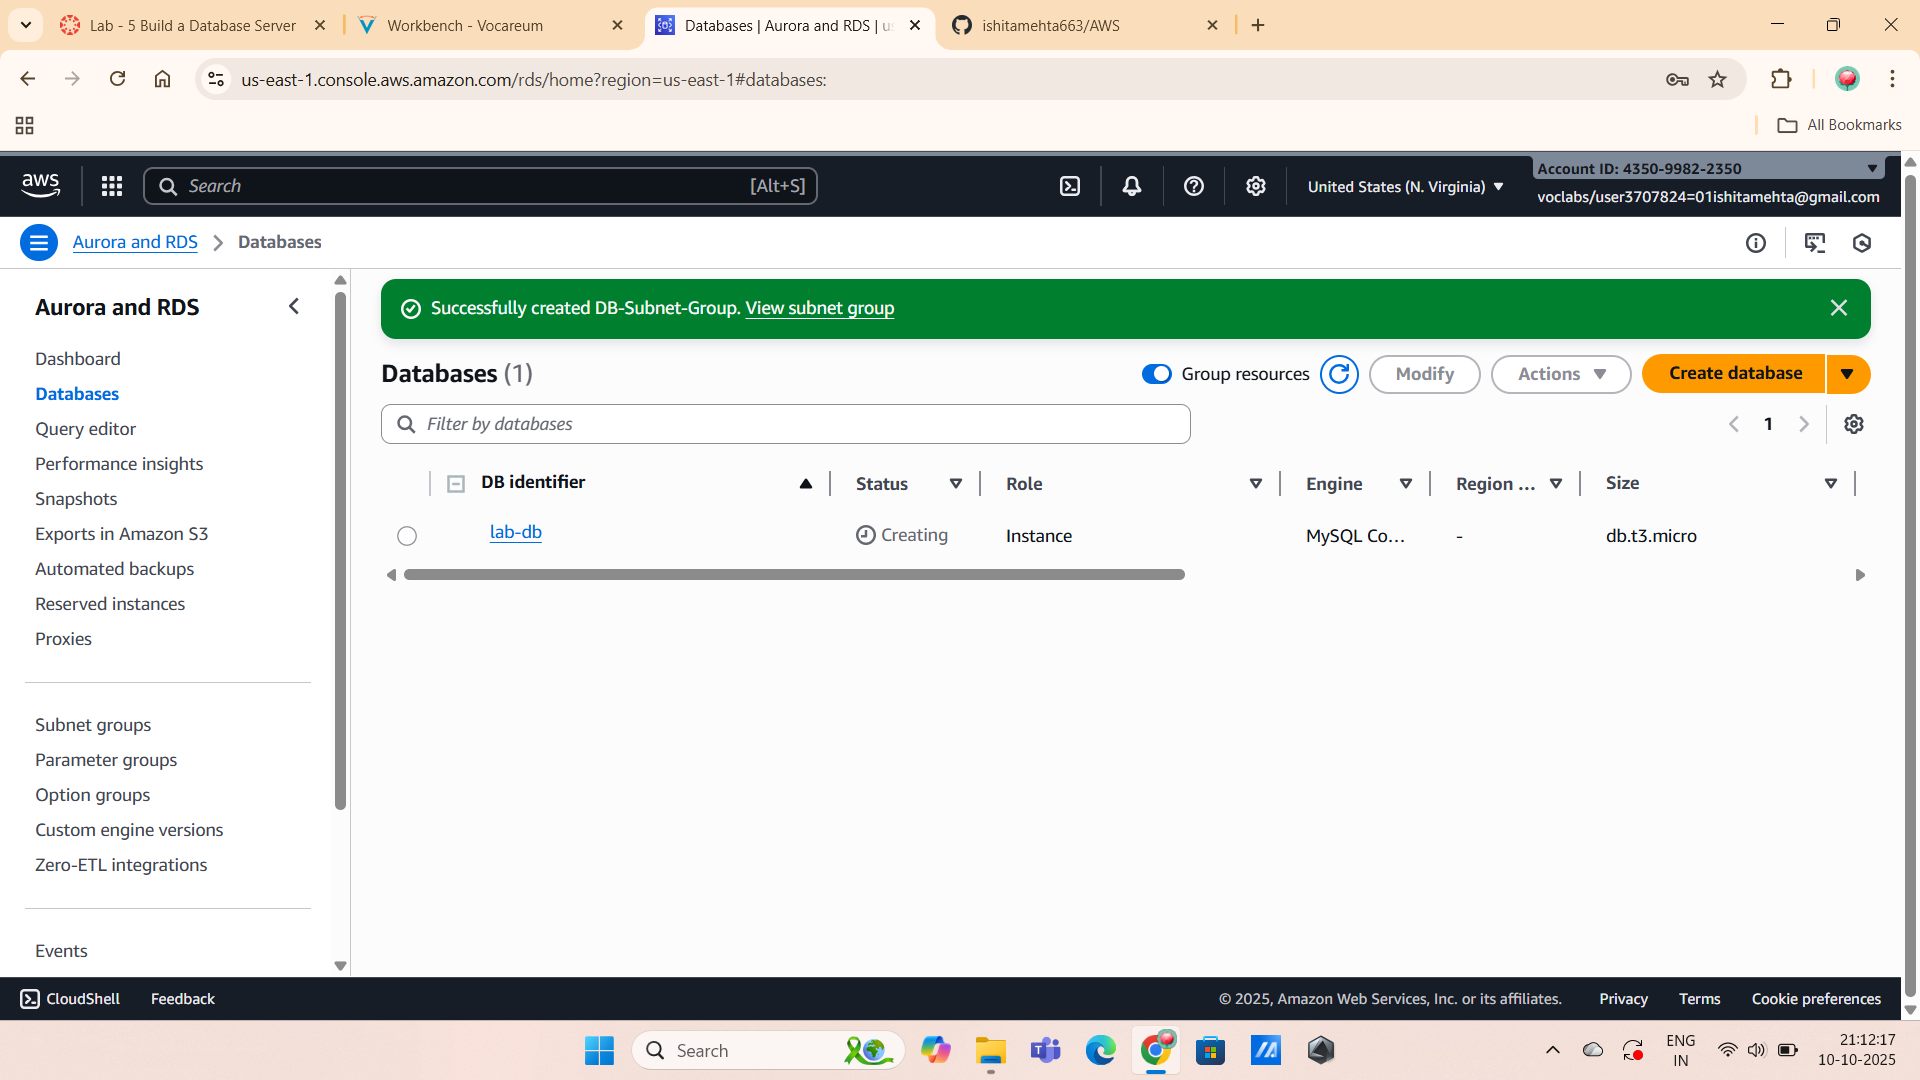 Lab - 5 Build a Database Server
Workbench - Vocareum
Databases | Aurora and RDS | us
ishitamehta663/AWS
us-east-1.console.aws.amazon.com/rds/home?region=us-east-1#databases:
All Bookmarks
aws
Search
[Alt+S]
United States (N. Virginia)
Account ID: 4350-9982-2350
voclabs/user3707824=01ishitamehta@gmail.com
Aurora and RDS
Databases
Aurora and RDS
Dashboard
Databases
Query editor
Performance insights
Snapshots
Exports in Amazon S3
Automated backups
Reserved instances
Proxies
Subnet groups
Parameter groups
Option groups
Custom engine versions
Zero-ETL integrations
Events
Successfully created DB-Subnet-Group. View subnet group
Databases (1)
Group resources
Modify
Actions
Create database
Filter by databases
1
DB identifier
Status
Role
Engine
Region ...
Size
lab-db
Creating
Instance
MySQL Co...
-
db.t3.micro
CloudShell
Feedback
© 2025, Amazon Web Services, Inc. or its affiliates.
Privacy
Terms
Cookie preferences
Search
ENG
IN
21:12:17
10-10-2025